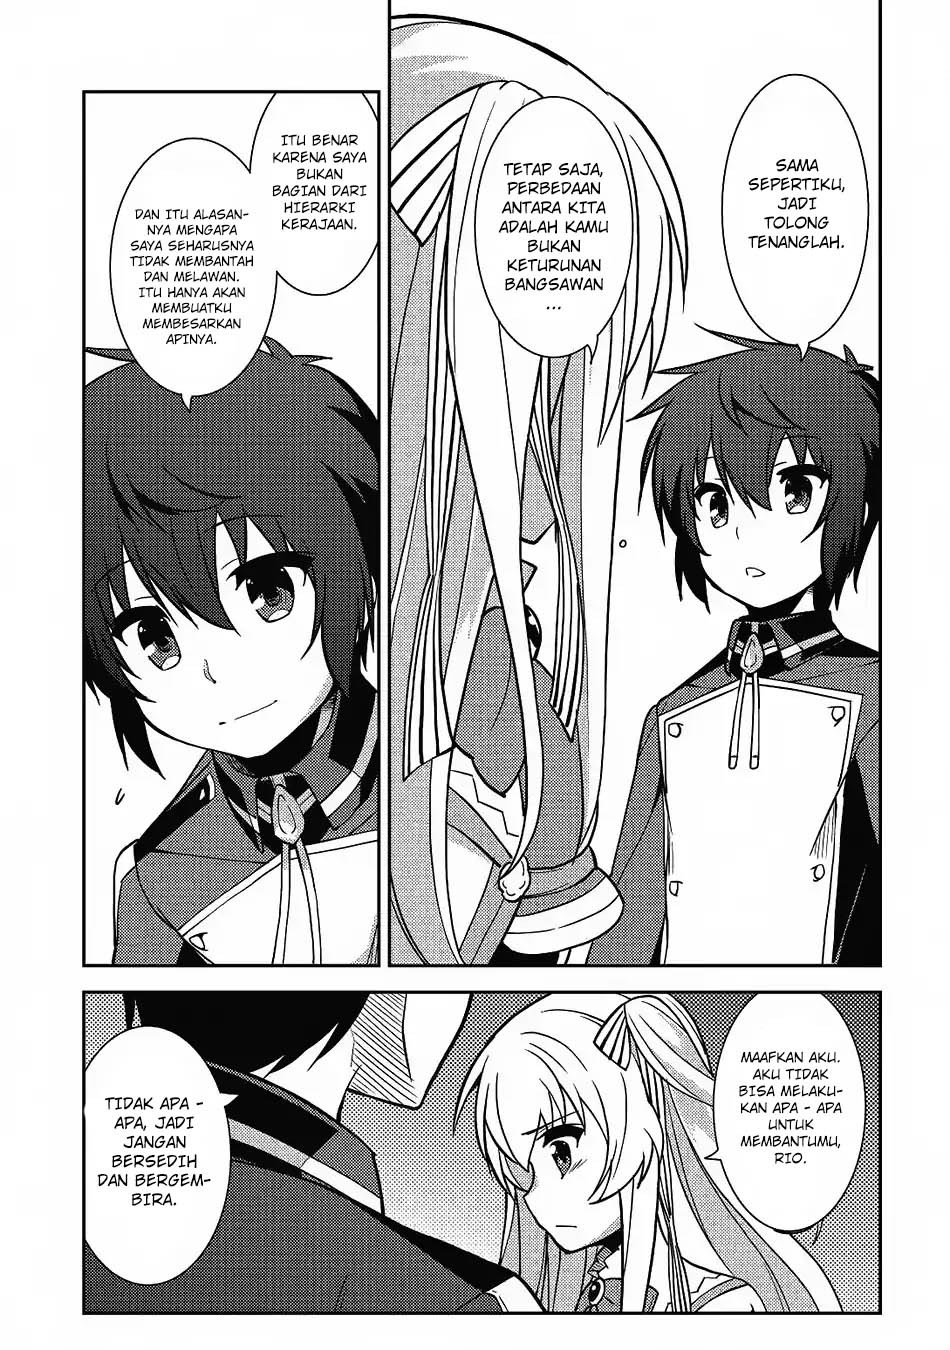 SAMA
SEPERTIKU,
JADI
TOLONG
TENANGLAH.
TETAP SAJA,
PERBEDAAN
ANTARA KITA
ADALAH KAMU
BUKAN
KETURUNAN
BANGSAWAN
...
ITU BENAR
KARENA SAYA
BUKAN
BAGIAN DARI
HIERARKI
KERAJAAN.
DAN ITU ALASAN-
NYA MENGAPA
SAYA SEHARUSNYA
TIDAK MEMBANTAH
DAN MELAWAN.
ITU HANYA AKAN
MEMBUATKU
MEMBESARKAN
APINYA.
MAAFKAN AKU.
AKU TIDAK
BISA MELAKU-
KAN APA - APA
UNTUK
MEMBANTUMU,
RIO.
TIDAK APA -
APA, JADI
JANGAN
BERSEDIH
DAN BERGEM-
BIRA.